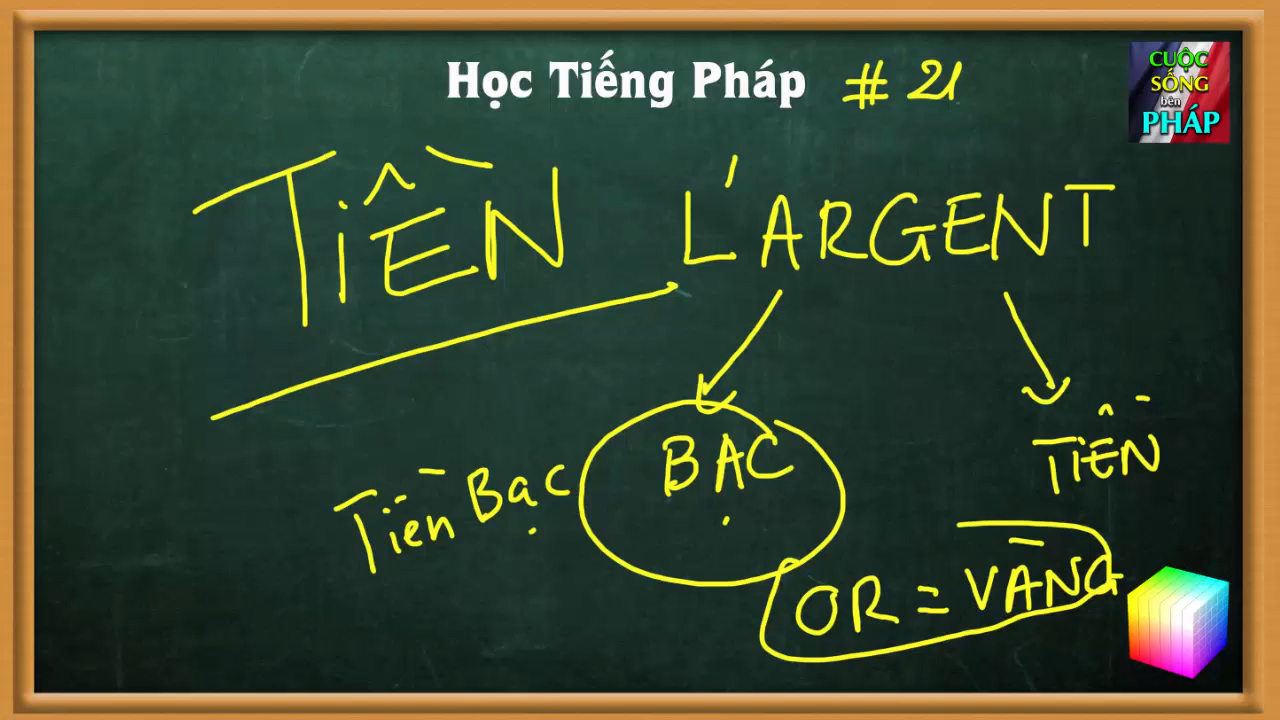 Học Tiếng Pháp # 21
CUỘC
SỐNG
bên
PHÁP
TIỀN L'ARGENT
BẠC
TIỀN
Tiền Bạc
OR = VÀNG